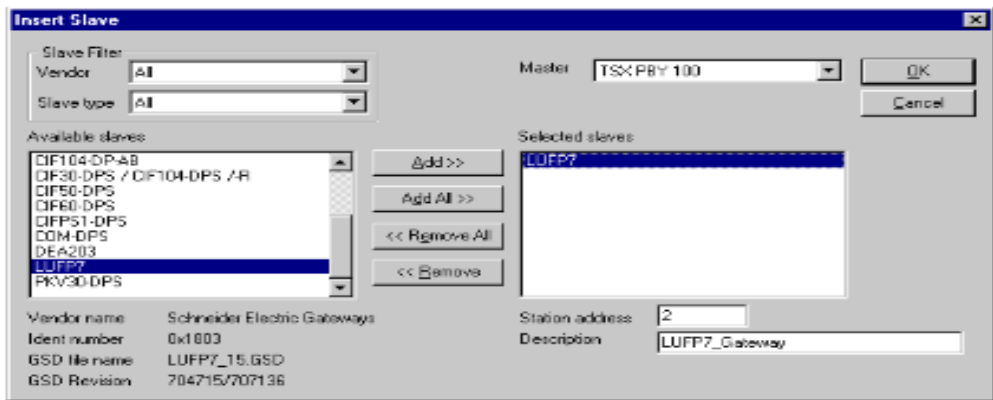 Insert Slave
Slave Filter
Vendor All
Slave type All
Master TSX PBY 100
OK
Cancel
Available slaves
CIF104-DP-AB
CIF30-DPS / CIF104-DPS /-R
CIF50-DPS
CIF60-DPS
CIFPS1-DPS
COM-DPS
DEA203
LUFP7
PKV30-DPS
Add >>
Add All >>
<< Remove All
<< Remove
Selected slaves
LUFP7
Vendor name Schneider Electric Gateways
Ident number 0x1803
GSD file name LUFP7_15.GSD
GSD Revision 704715/707136
Station address 2
Description LUFP7_Gateway